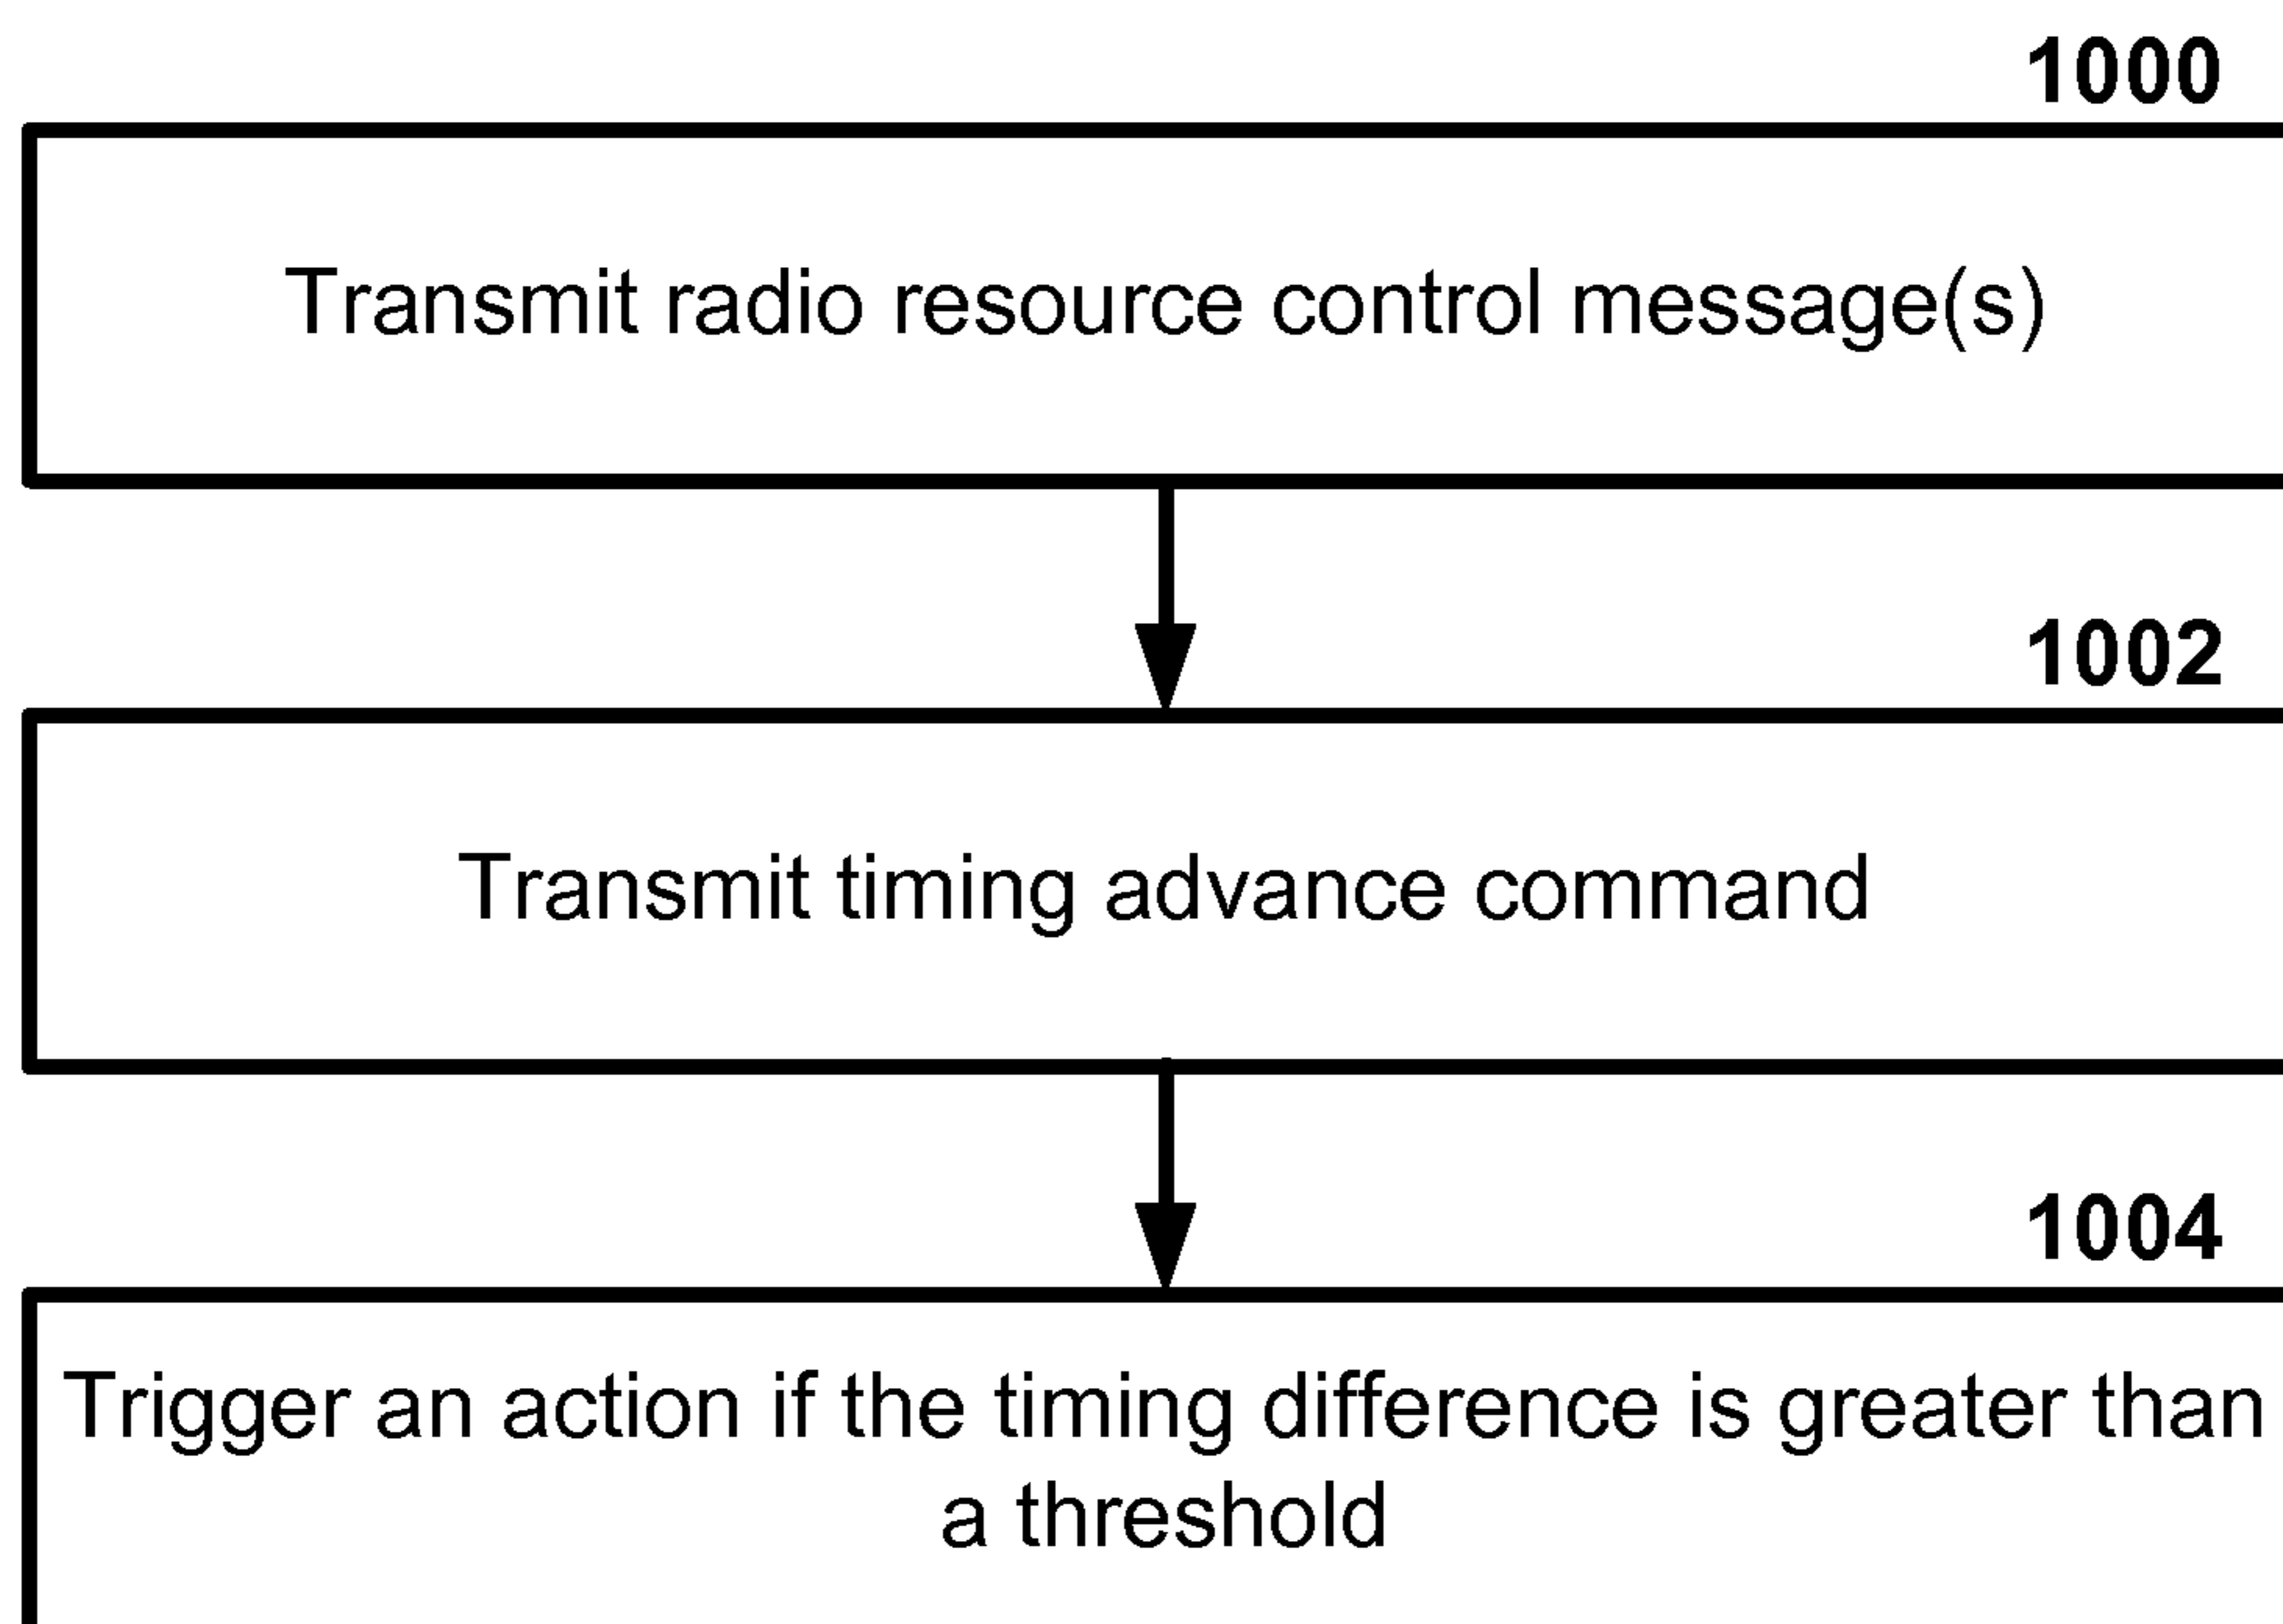 1000
Transmit radio resource control message(s)
1002
Transmit timing advance command
1004
Trigger an action if the timing difference is greater than
a threshold